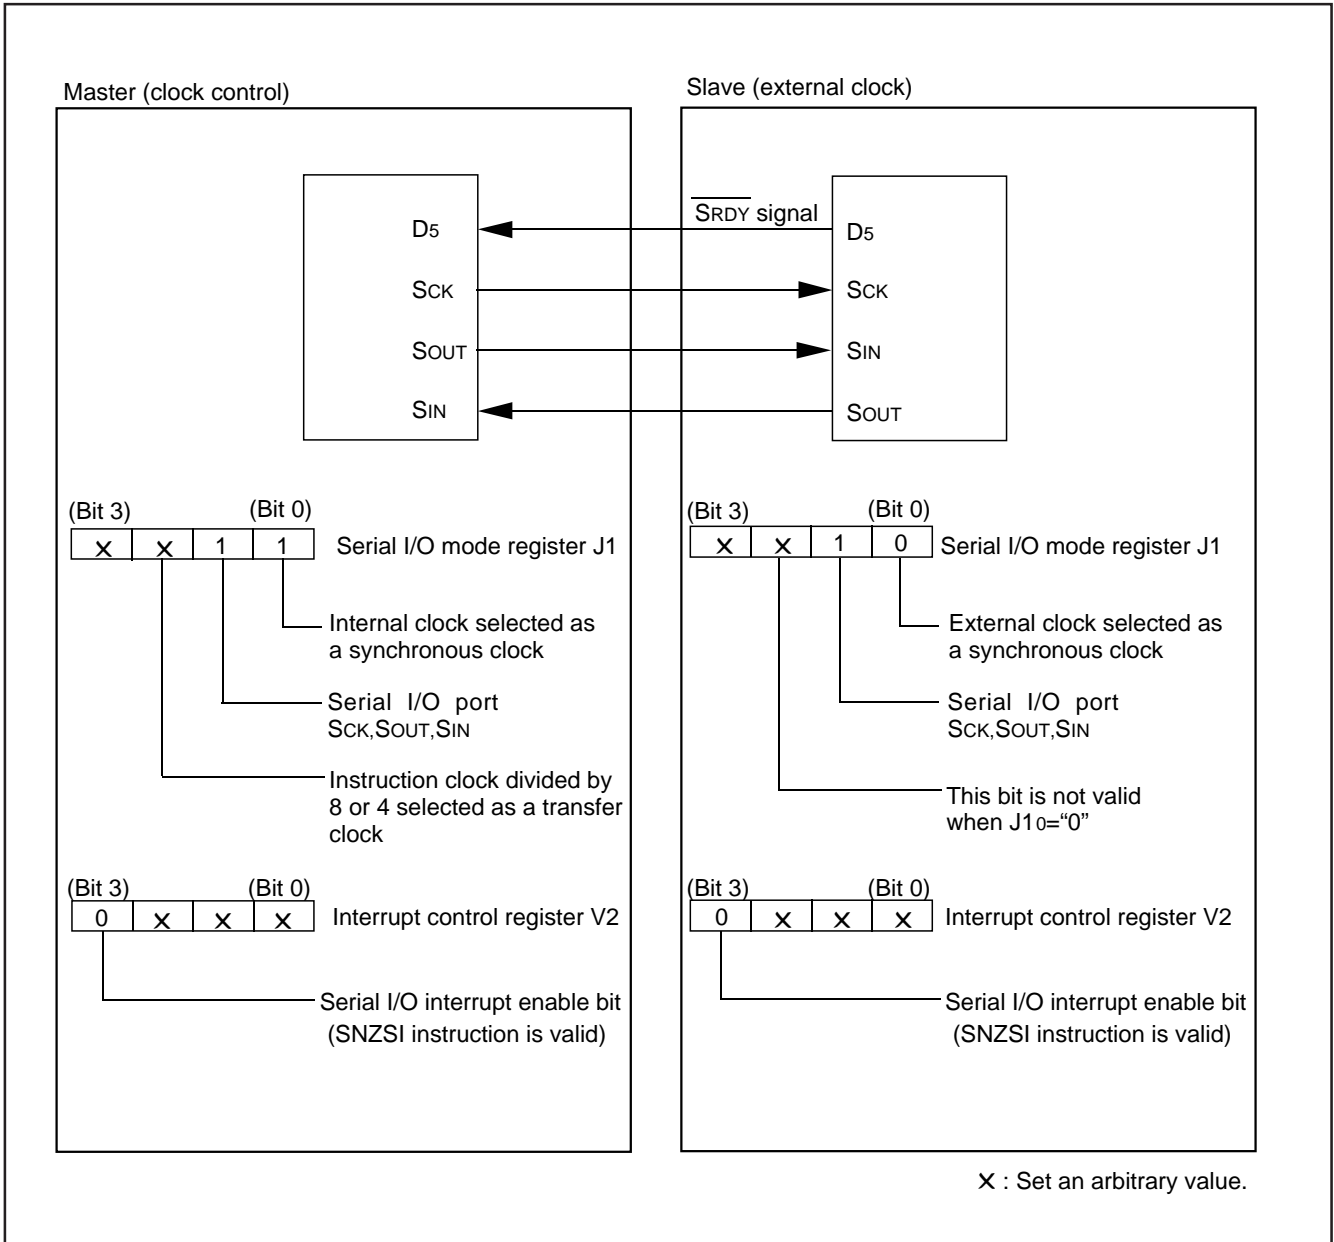 Master (clock control)
D5
SCK
SOUT
SIN
(Bit 3) (Bit 0)
× × 1 1 Serial I/O mode register J1
Internal clock selected as
a synchronous clock
Serial I/O port
SCK,SOUT,SIN
Instruction clock divided by
8 or 4 selected as a transfer
clock
(Bit 3) (Bit 0)
0 × × × Interrupt control register V2
Serial I/O interrupt enable bit
(SNZSI instruction is valid)
SRDY signal
Slave (external clock)
D5
SCK
SIN
SOUT
(Bit 3) (Bit 0)
× × 1 0 Serial I/O mode register J1
External clock selected as
a synchronous clock
Serial I/O port
SCK,SOUT,SIN
This bit is not valid
when J10=“0”
(Bit 3) (Bit 0)
0 × × × Interrupt control register V2
Serial I/O interrupt enable bit
(SNZSI instruction is valid)
× : Set an arbitrary value.